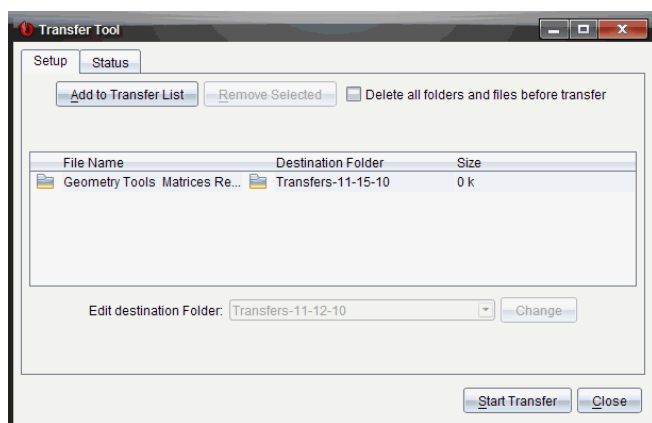 Transfer Tool
Setup Status
Add to Transfer List Remove Selected Delete all folders and files before transfer
File Name Destination Folder Size
Geometry Tools Matrices Re... Transfers-11-15-10 0 k
Edit destination Folder: Transfers-11-12-10 Change
Start Transfer Close